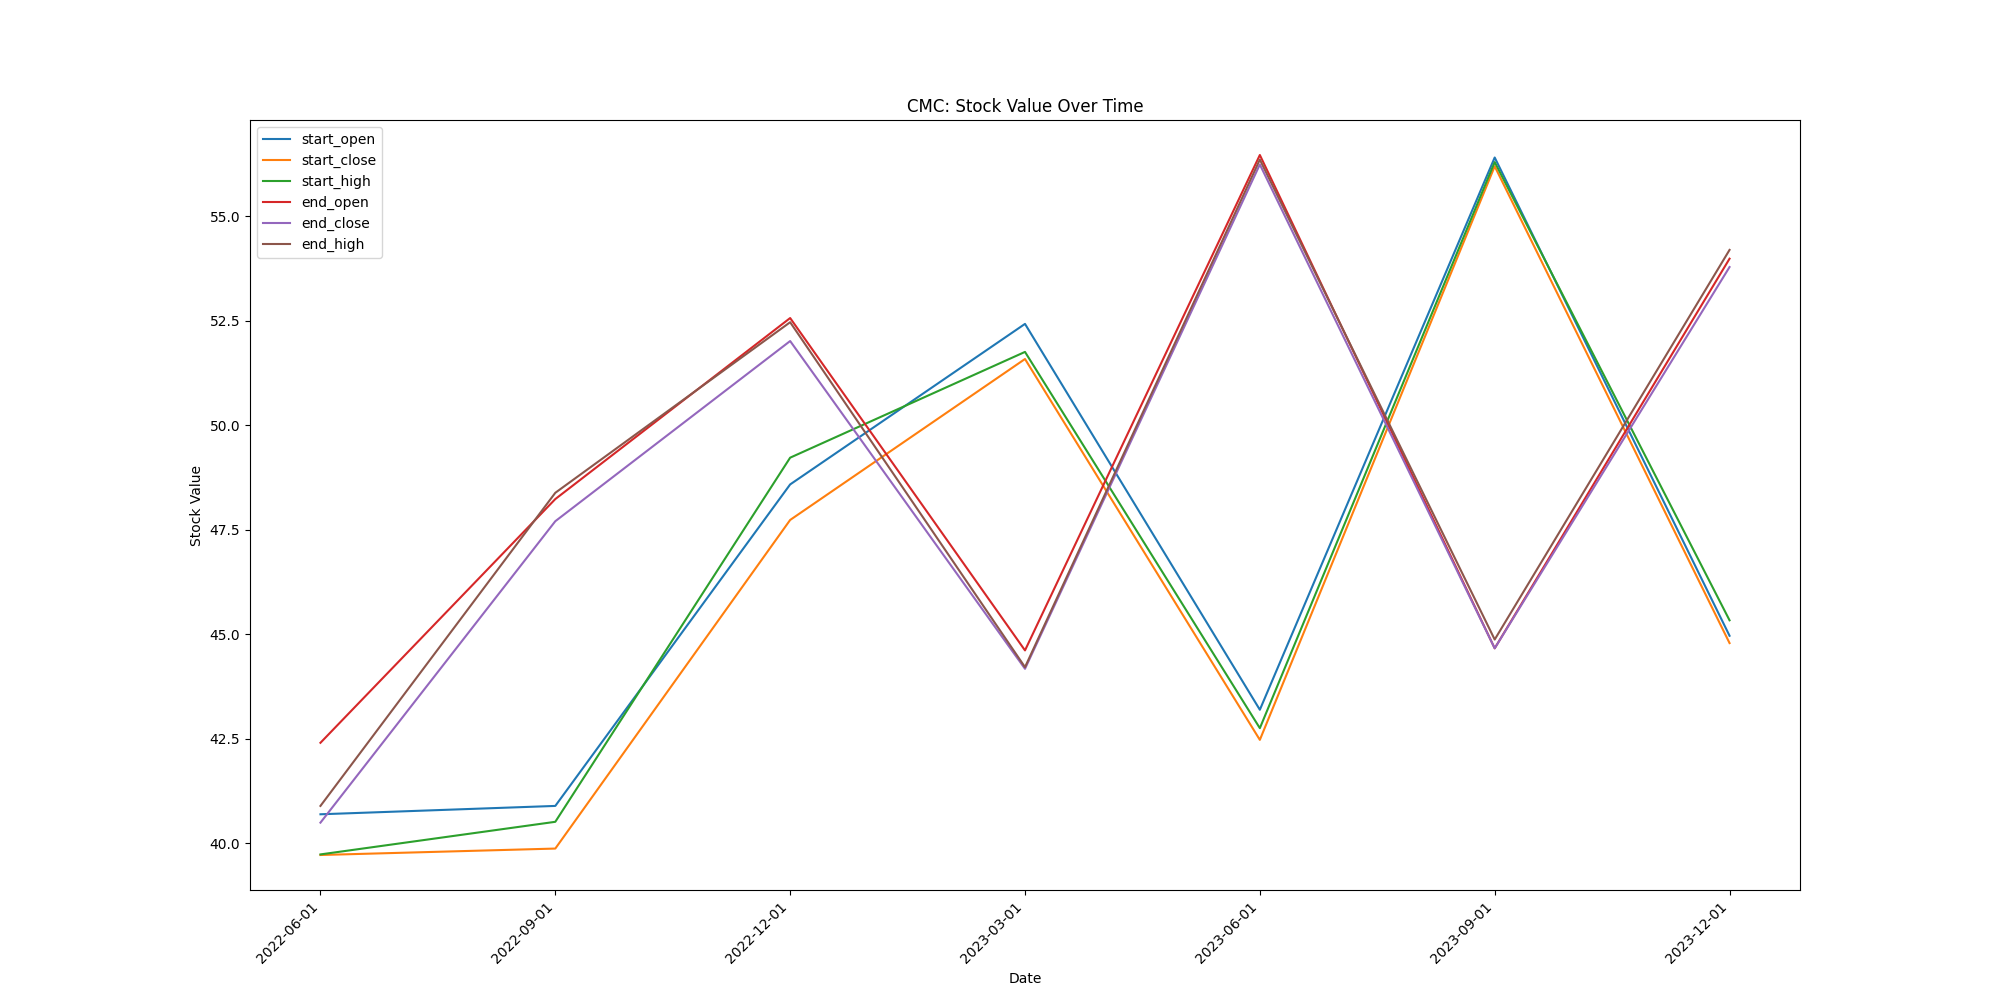 CMC: Stock Value Over Time
start_open
start_close
start_high
end_open
end_close
end_high
Stock Value
55.0
52.5
50.0
47.5
45.0
42.5
40.0
2022-06-01
2022-09-01
2022-12-01
2023-03-01
2023-06-01
2023-09-01
2023-12-01
Date